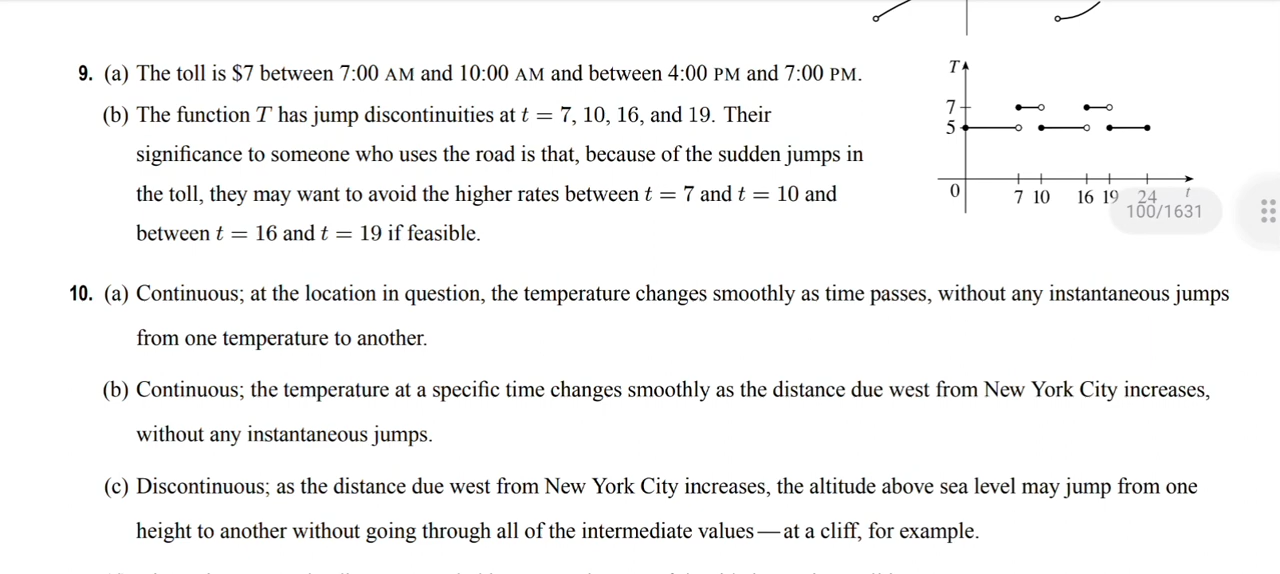 9. (a) The toll is $7 between 7:00 AM and 10:00 AM and between 4:00 PM and 7:00 PM.
(b) The function T has jump discontinuities at t = 7, 10, 16, and 19. Their
significance to someone who uses the road is that, because of the sudden jumps in
the toll, they may want to avoid the higher rates between t = 7 and t = 10 and
between t = 16 and t = 19 if feasible.
T
7
5
0 7 10 16 19 24 t
100/1631
10. (a) Continuous; at the location in question, the temperature changes smoothly as time passes, without any instantaneous jumps
from one temperature to another.
(b) Continuous; the temperature at a specific time changes smoothly as the distance due west from New York City increases,
without any instantaneous jumps.
(c) Discontinuous; as the distance due west from New York City increases, the altitude above sea level may jump from one
height to another without going through all of the intermediate values—at a cliff, for example.